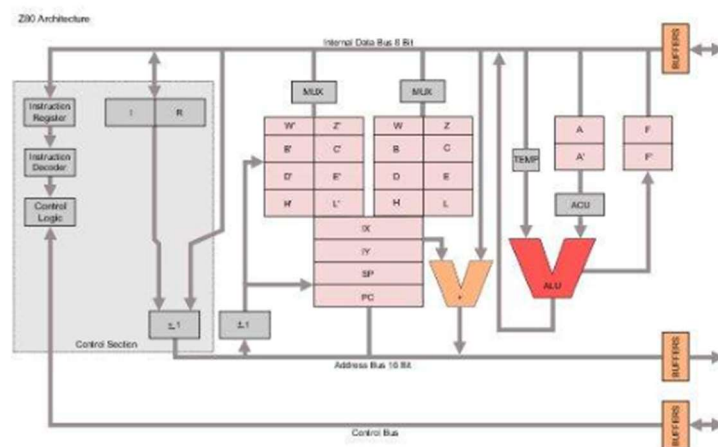 Z80 Architecture
Internal Data Bus 8 Bit
BUFFERS
MUX
MUX
Instruction
Register
I
R
W'
Z'
W
Z
A
F
B'
C'
B
C
TEMP
A'
F'
Instruction
Decoder
D'
E'
D
E
Control
Logic
H'
L'
H
L
ACU
IX
IY
SP
PC
+
ALU
±1
±1
Control Section
Address Bus 16 Bit
BUFFERS
Control Bus
BUFFERS